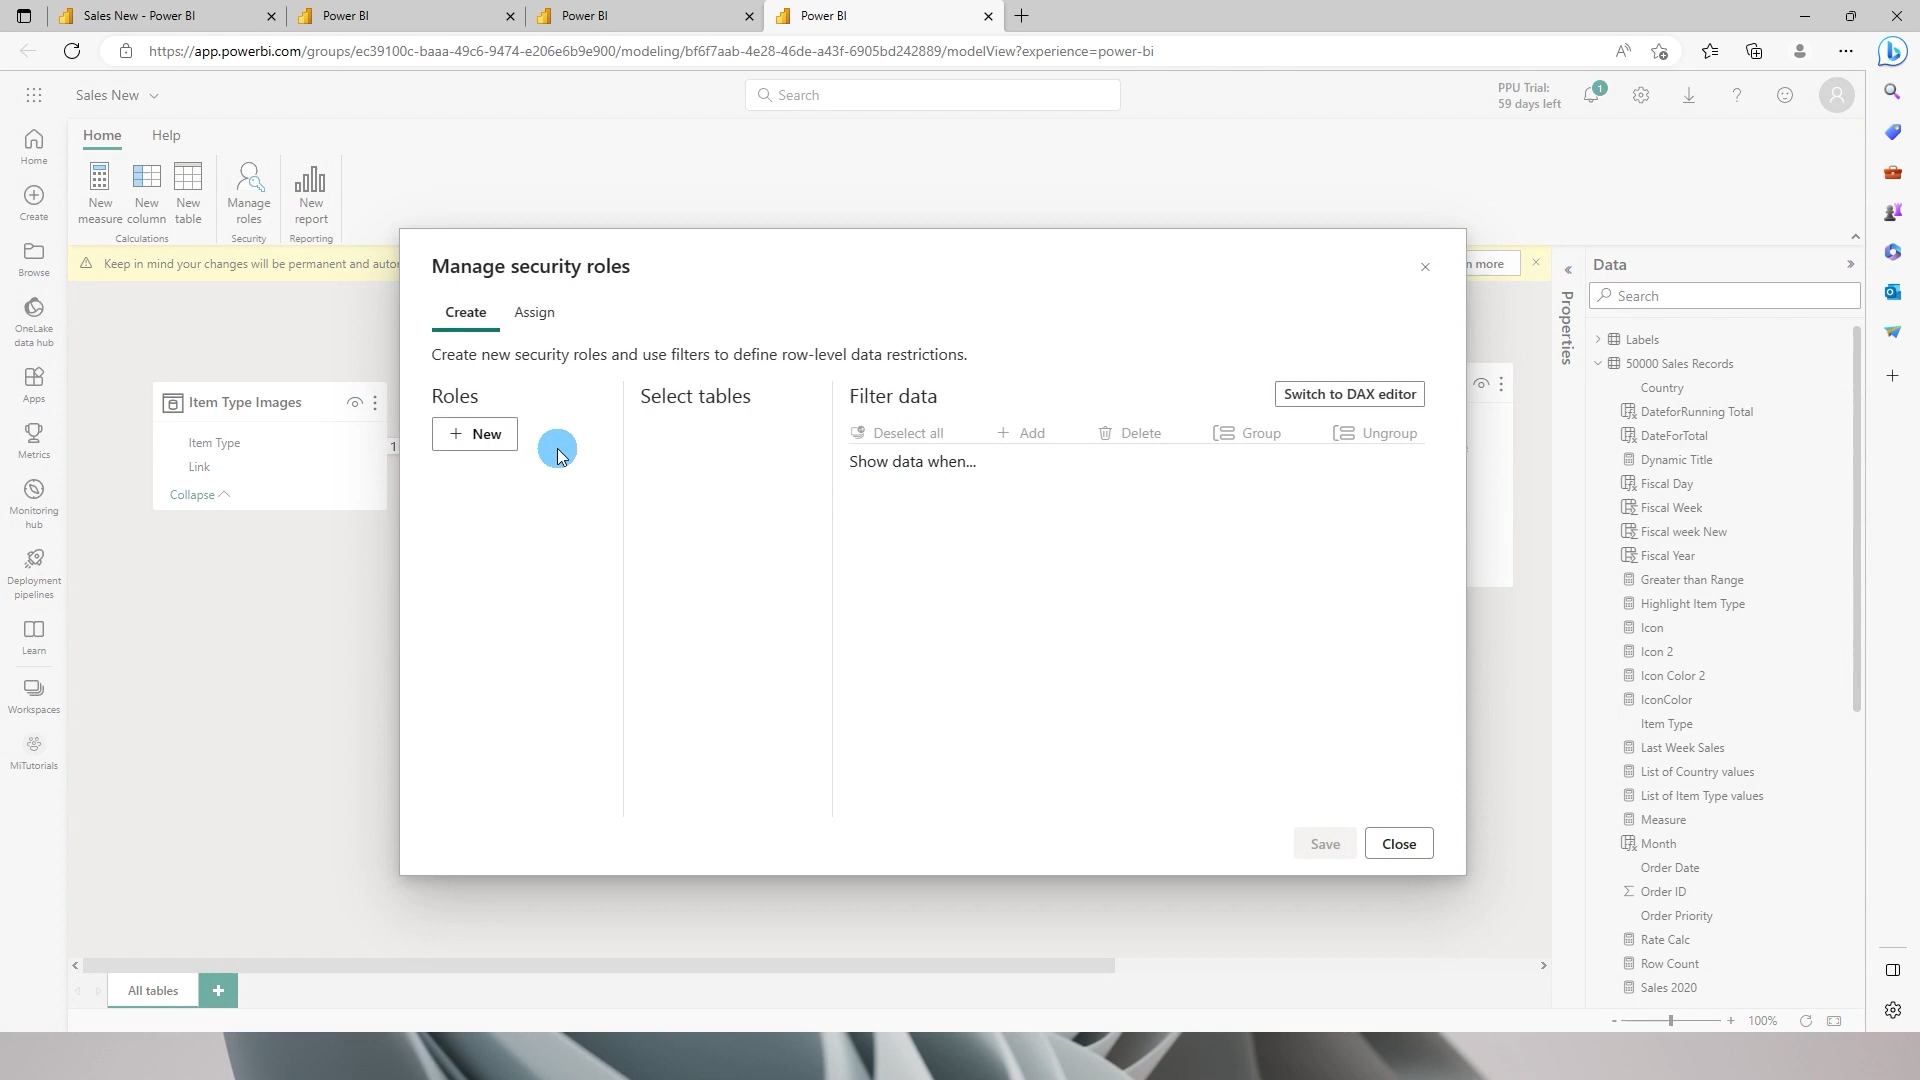 Sales New - Power BI
Power BI
Power BI
Power BI
https://app.powerbi.com/groups/ec39100c-baaa-49c6-9474-e206e6b9e900/modeling/bf6f7aab-4e28-46de-a43f-6905bd242889/modelView?experience=power-bi
Sales New
Search
PPU Trial:
59 days left
1
Home
Help
New
measure
New
column
New
table
Manage
roles
New
report
Calculations
Security
Reporting
Keep in mind your changes will be permanent and
n more
Home
Create
Browse
OneLake
data hub
Apps
Metrics
Monitoring
hub
Deployment
pipelines
Learn
Workspaces
MiTutorials
Item Type Images
Item Type
Link
Collapse
1
Manage security roles
Create
Assign
Create new security roles and use filters to define row-level data restrictions.
Roles
Select tables
Filter data
Switch to DAX editor
+ New
Deselect all
+ Add
Delete
Group
Ungroup
Show data when...
Save
Close
Properties
Data
Search
Labels
50000 Sales Records
Country
DateforRunning Total
DateForTotal
Dynamic Title
Fiscal Day
Fiscal Week
Fiscal week New
Fiscal Year
Greater than Range
Highlight Item Type
Icon
Icon 2
Icon Color 2
IconColor
Item Type
Last Week Sales
List of Country values
List of Item Type values
Measure
Month
Order Date
Σ Order ID
Order Priority
Rate Calc
Row Count
Sales 2020
All tables
+
- + 100%